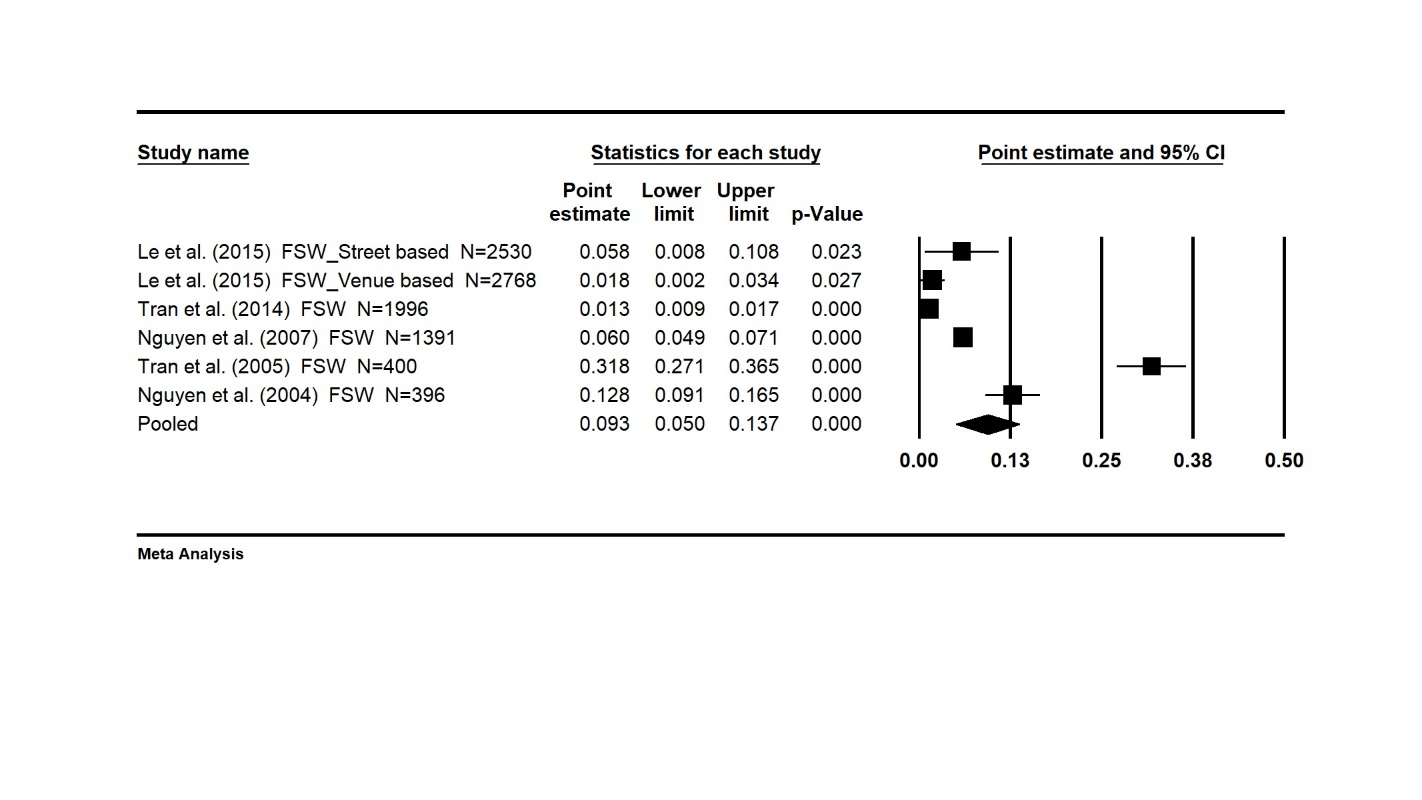 Study name Statistics for each study Point estimate and 95% CI
Point Lower Upper
estimate limit limit p-Value
Le et al. (2015) FSW_Street based N=2530 0.058 0.008 0.108 0.023
Le et al. (2015) FSW_Venue based N=2768 0.018 0.002 0.034 0.027
Tran et al. (2014) FSW N=1996 0.013 0.009 0.017 0.000
Nguyen et al. (2007) FSW N=1391 0.060 0.049 0.071 0.000
Tran et al. (2005) FSW N=400 0.318 0.271 0.365 0.000
Nguyen et al. (2004) FSW N=396 0.128 0.091 0.165 0.000
Pooled 0.093 0.050 0.137 0.000
0.00 0.13 0.25 0.38 0.50
Meta Analysis